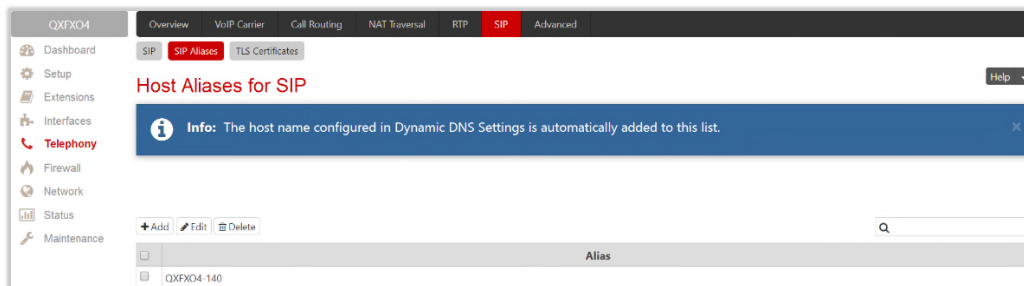 QXFXO4
Overview VoIP Carrier Call Routing NAT Traversal RTP SIP Advanced
Dashboard
SIP SIP Aliases TLS Certificates
Setup
Host Aliases for SIP
Help
Extensions
Interfaces
Info: The host name configured in Dynamic DNS Settings is automatically added to this list.
Telephony
Firewall
Network
Status
Add Edit Delete
Maintenance
Alias
QXFXO4-140